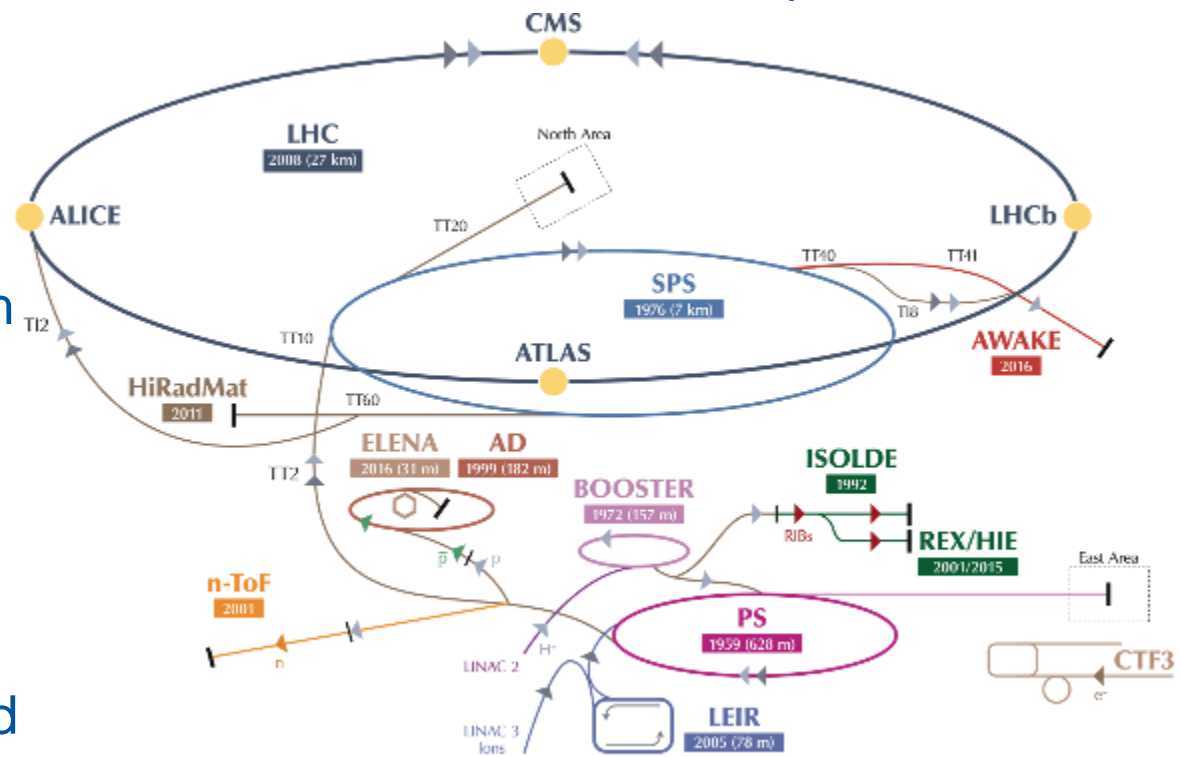 CMS
LHC
2008 (27 km)
North Area
ALICE
LHCb
TT20
TT40
TT41
SPS
1976 (7 km)
TI8
n
TI2
TT10
ATLAS
AWAKE
2016
HiRadMat
2011
TT60
ELENA
2016 (31 m)
AD
1999 (182 m)
TT2
BOOSTER
1972 (157 m)
ISOLDE
1992
RIBs
REX/HIE
2001/2015
East Area
p̅
p
n-ToF
2001
n
PS
1959 (628 m)
H⁻
LINAC 2
CTF3
e⁻
d
LEIR
2005 (78 m)
LINAC 3
Ions